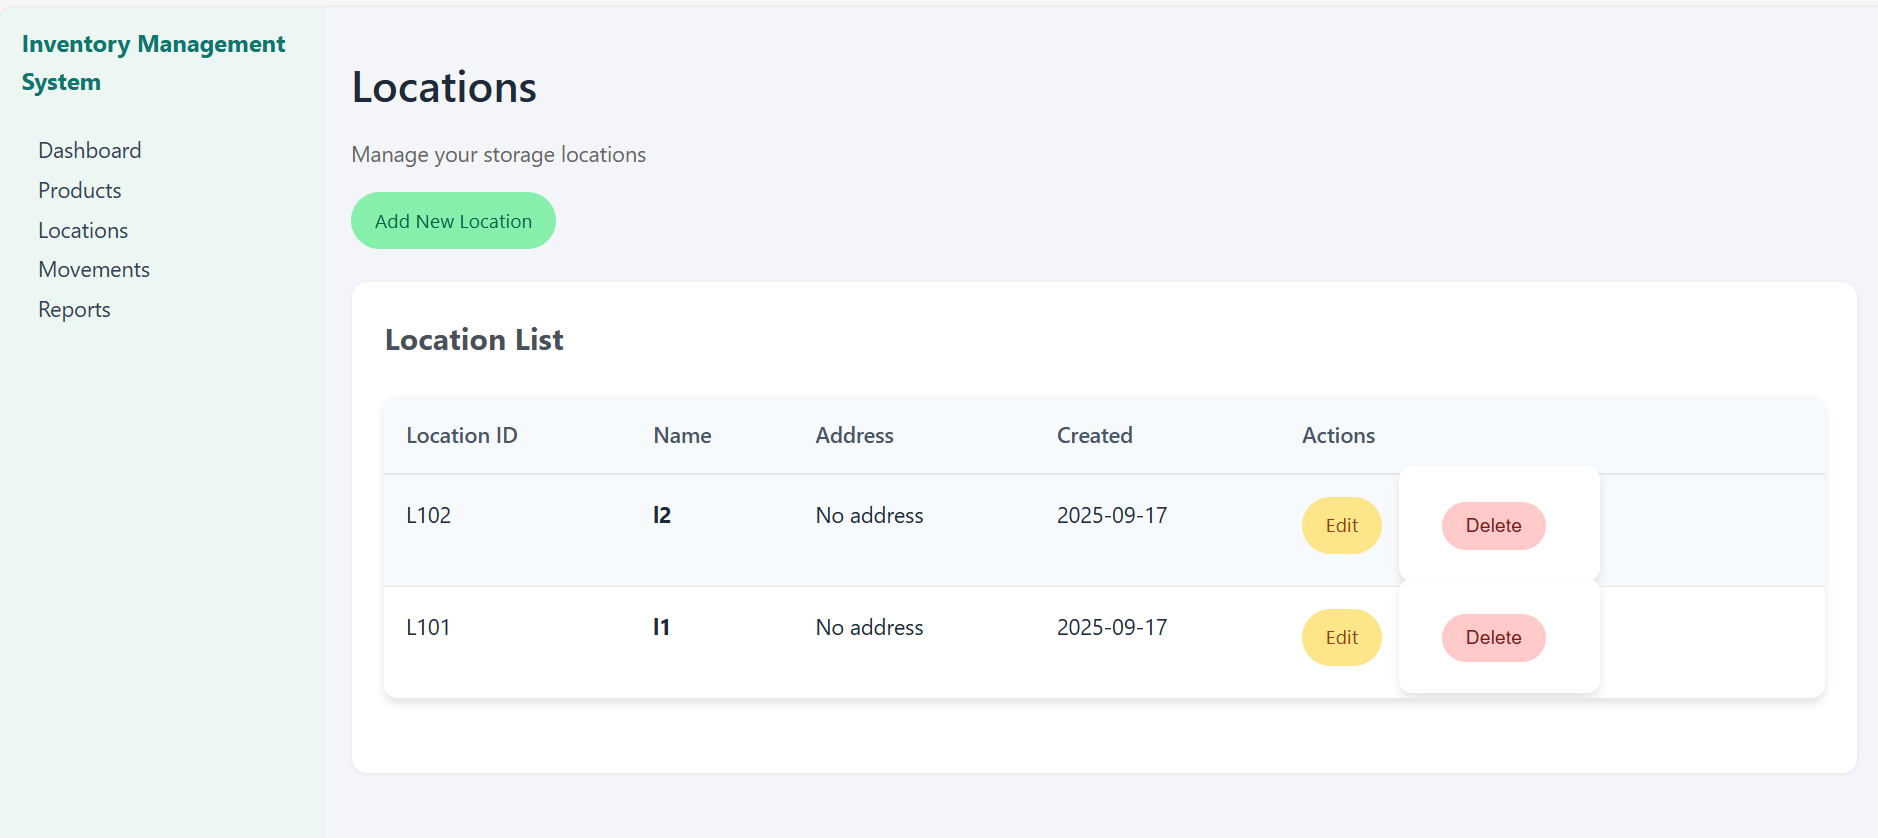 Inventory Management
System
Dashboard
Products
Locations
Movements
Reports
Locations
Manage your storage locations
Add New Location
Location List
Location ID Name Address Created Actions
L102 l2 No address 2025-09-17 Edit Delete
L101 l1 No address 2025-09-17 Edit Delete